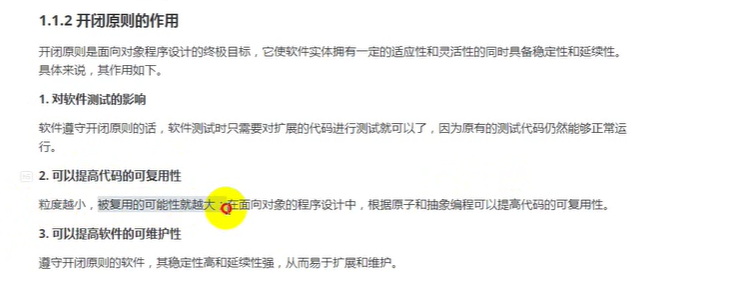 1.1.2 开闭原则的作用
开闭原则是面向对象程序设计的终极目标，它使软件实体拥有一定的适应性和灵活性的同时具备稳定性和延续性。
具体来说，其作用如下。
1. 对软件测试的影响
软件遵守开闭原则的话，软件测试时只需要对扩展的代码进行测试就可以了，因为原有的测试代码仍然能够正常运
行。
2. 可以提高代码的可复用性
粒度越小，被复用的可能性就越大；在面向对象的程序设计中，根据原子和抽象编程可以提高代码的可复用性。
3. 可以提高软件的可维护性
遵守开闭原则的软件，其稳定性高和延续性强，从而易于扩展和维护。